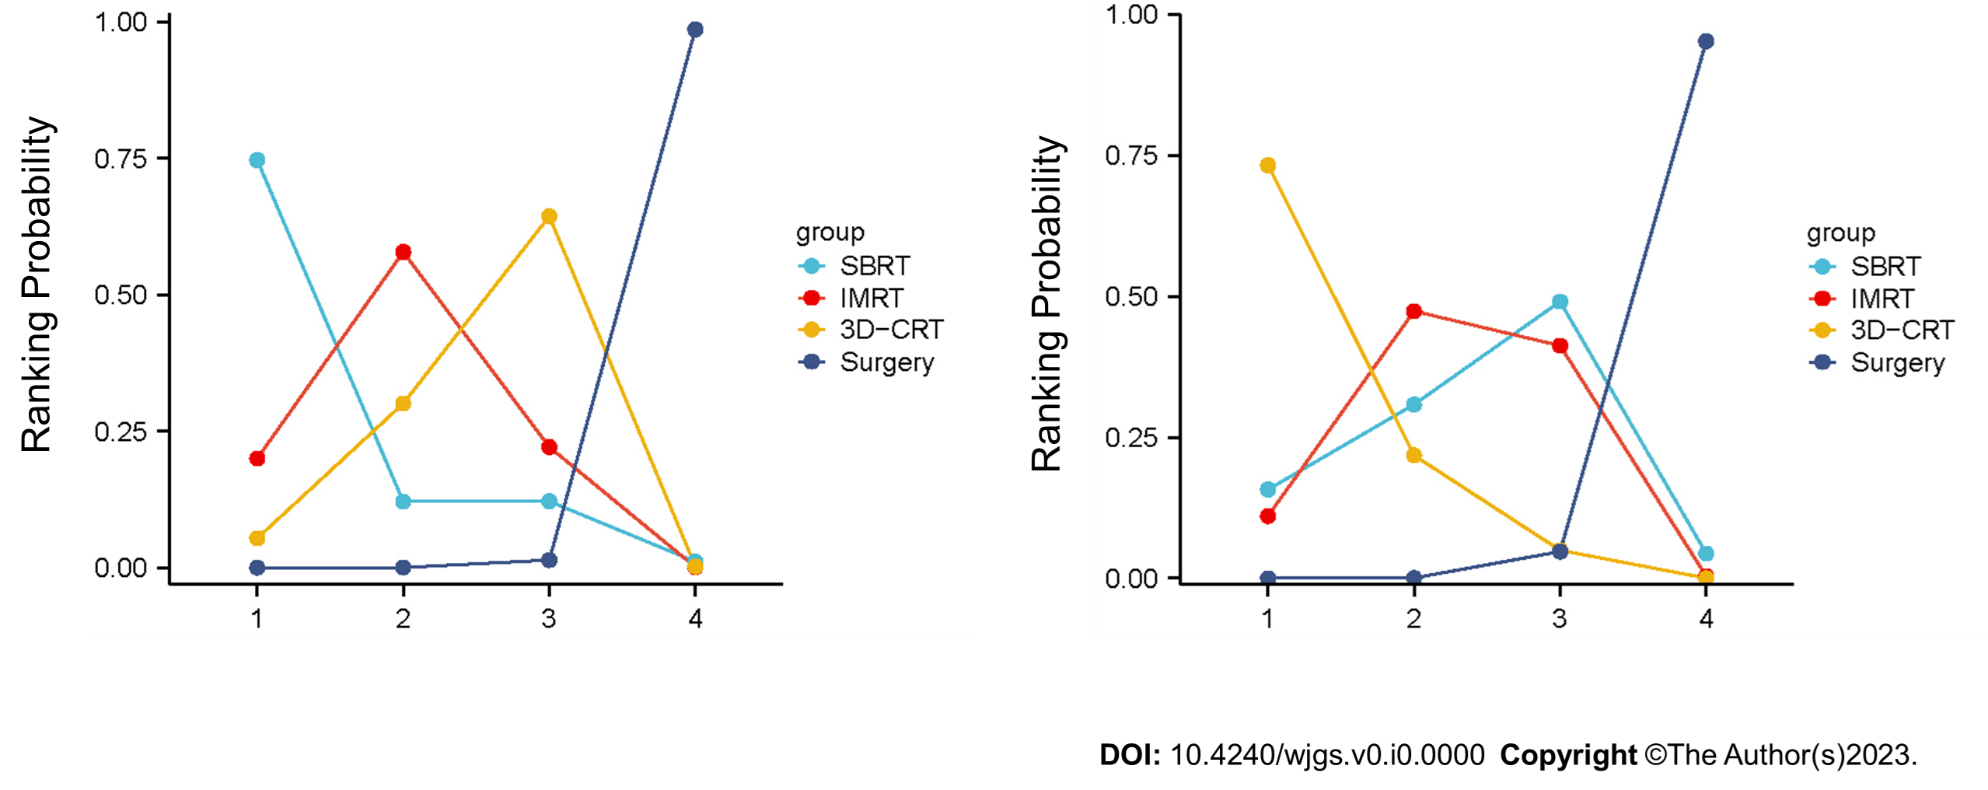 Ranking Probability
1.00
0.75
0.50
0.25
0.00
1 2 3 4
group
SBRT
IMRT
3D−CRT
Surgery
Ranking Probability
1.00
0.75
0.50
0.25
0.00
1 2 3 4
group
SBRT
IMRT
3D−CRT
Surgery
DOI: 10.4240/wjgs.v0.i0.0000 Copyright ©The Author(s)2023.